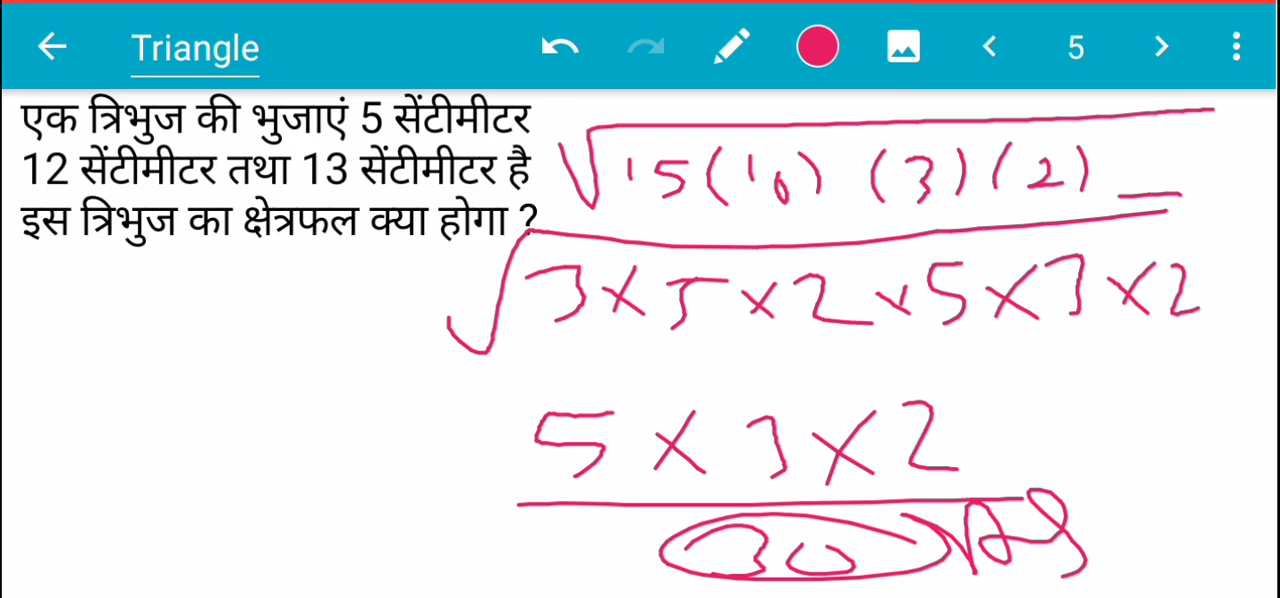 Triangle
5
एक त्रिभुज की भुजाएं 5 सेंटीमीटर
12 सेंटीमीटर तथा 13 सेंटीमीटर है
इस त्रिभुज का क्षेत्रफल क्या होगा ?
√15(10) (3)(2)
√3×5×2×5×3×2
5×3×2
30